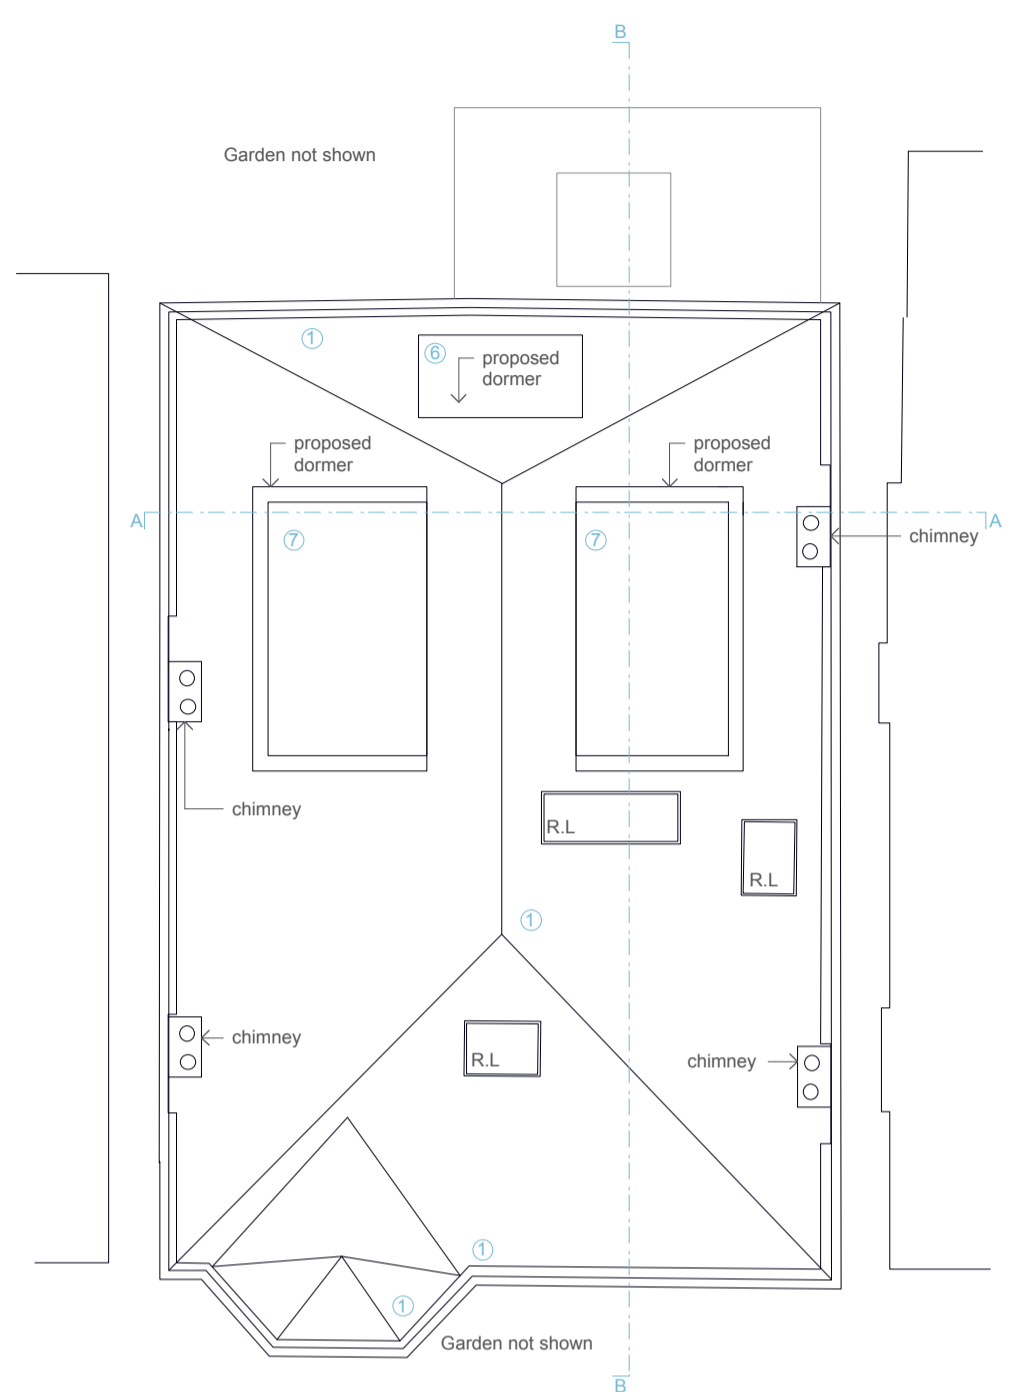 B
Garden not shown
1
6
proposed
dormer
proposed
dormer
proposed
dormer
A
A
7
7
chimney
chimney
R.L
R.L
1
chimney
R.L
chimney
1
1
Garden not shown
B